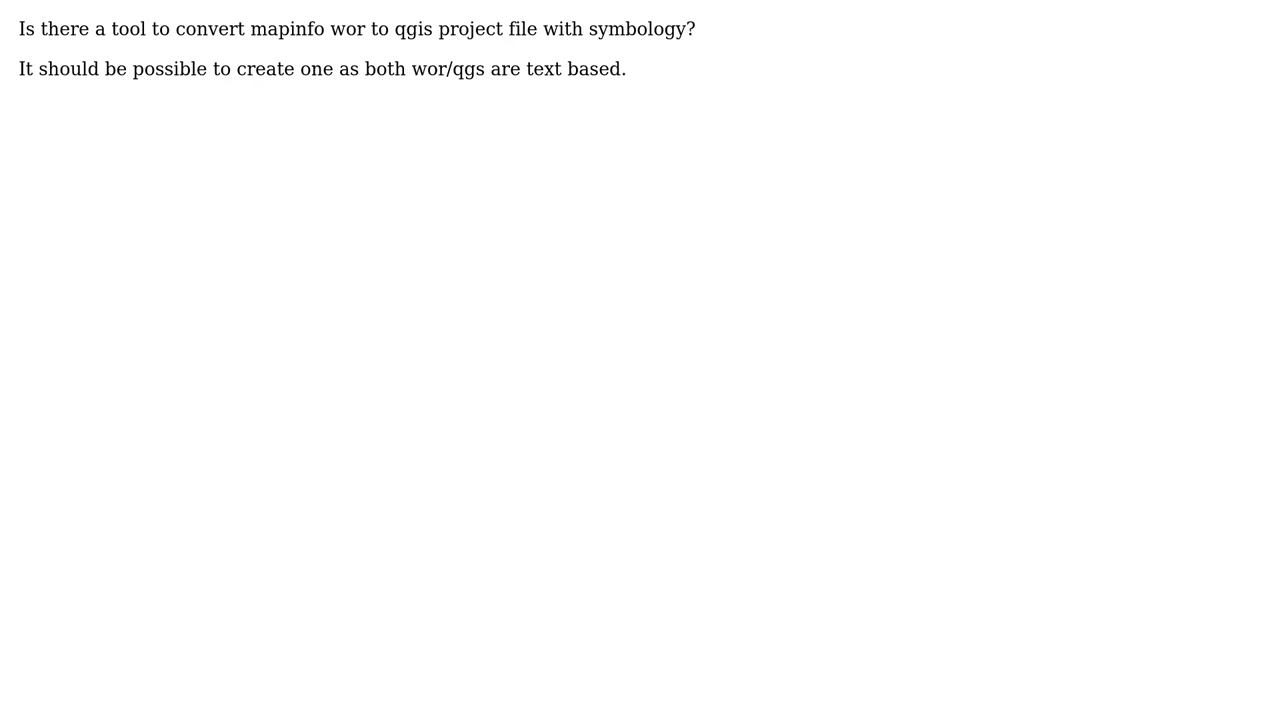 Is there a tool to convert mapinfo wor to qgis project file with symbology?
It should be possible to create one as both wor/qgs are text based.